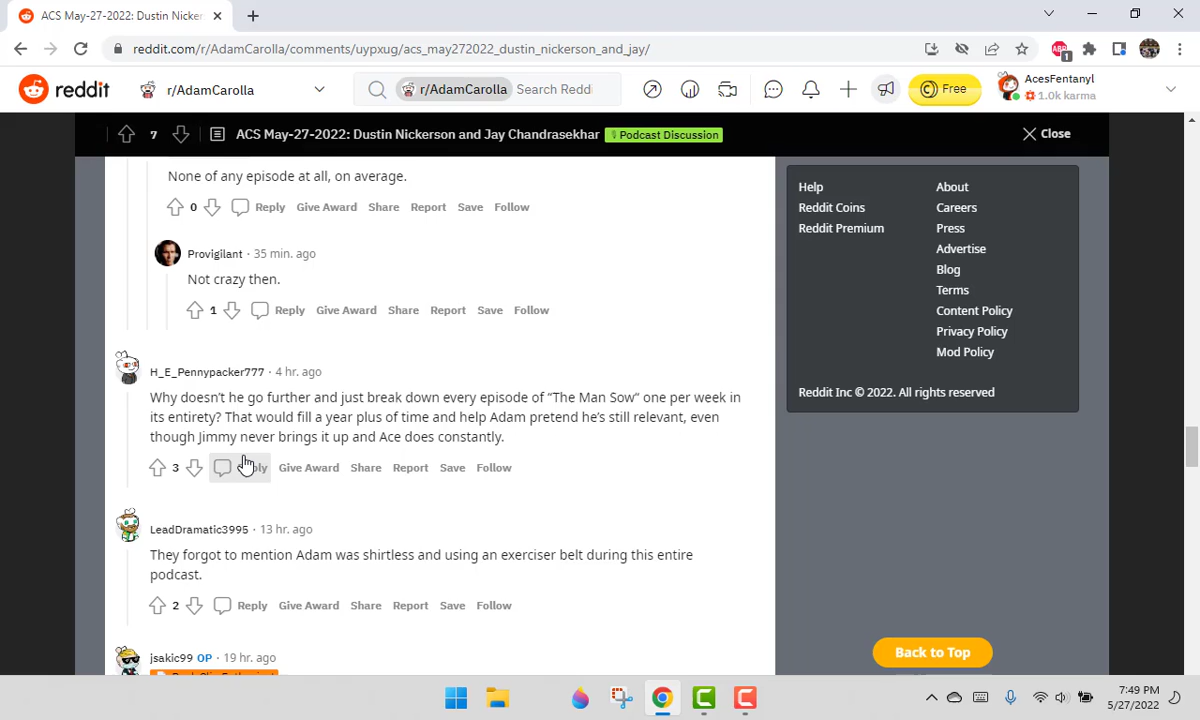 ACS May-27-2022: Dustin Nicker
reddit.com/r/AdamCarolla/comments/uypxug/acs_may272022_dustin_nickerson_and_jay/
1
reddit
r/AdamCarolla
r/AdamCarolla Search Reddi
Free
AcesFentanyl
1.0k karma
7
ACS May-27-2022: Dustin Nickerson and Jay Chandrasekhar
Podcast Discussion
Close
None of any episode at all, on average.
0 Reply Give Award Share Report Save Follow
Provigilant · 35 min. ago
Not crazy then.
1 Reply Give Award Share Report Save Follow
H_E_Pennypacker777 · 4 hr. ago
Why doesn't he go further and just break down every episode of “The Man Sow“ one per week in
its entirety? That would fill a year plus of time and help Adam pretend he's still relevant, even
though Jimmy never brings it up and Ace does constantly.
3 Reply Give Award Share Report Save Follow
LeadDramatic3995 · 13 hr. ago
They forgot to mention Adam was shirtless and using an exerciser belt during this entire
podcast.
2 Reply Give Award Share Report Save Follow
jsakic99 OP · 19 hr. ago
Help About
Reddit Coins Careers
Reddit Premium Press
Advertise
Blog
Terms
Content Policy
Privacy Policy
Mod Policy
Reddit Inc © 2022. All rights reserved
Back to Top
7:49 PM
5/27/2022